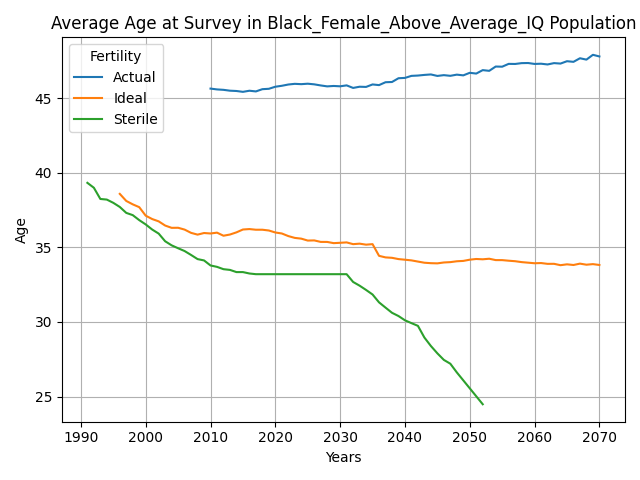 Average Age at Survey in Black_Female_Above_Average_IQ Population
Fertility
Actual
Ideal
Sterile
Age
45
40
35
30
25
1990 2000 2010 2020 2030 2040 2050 2060 2070
Years